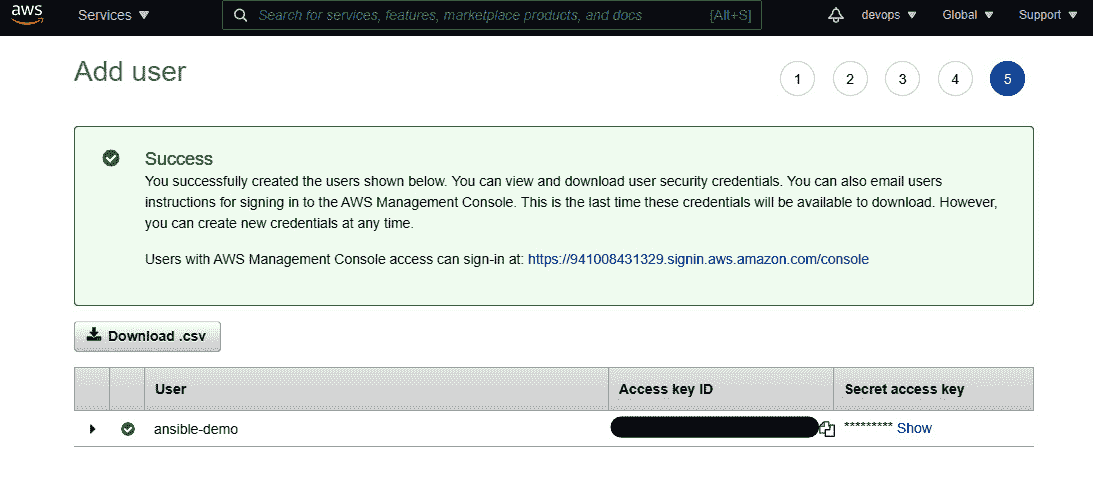 aws
Services
Search for services, features, marketplace products, and docs
[Alt+S]
devops
Global
Support
Add user
1
2
3
4
5
Success
You successfully created the users shown below. You can view and download user security credentials. You can also email users
instructions for signing in to the AWS Management Console. This is the last time these credentials will be available to download. However,
you can create new credentials at any time.
Users with AWS Management Console access can sign-in at: https://941008431329.signin.aws.amazon.com/console
Download .csv
User
Access key ID
Secret access key
ansible-demo
********* Show